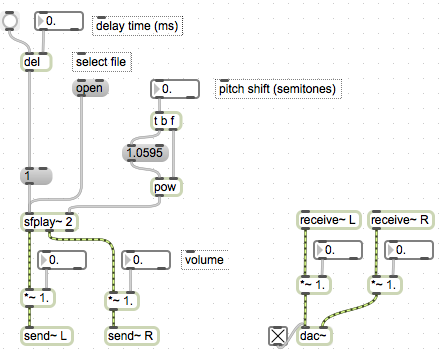 0.
delay time (ms)
del
select file
open
0.
pitch shift (semitones)
t b f
1.0595
1
pow
sfplay~ 2
receive~ L
receive~ R
0.
0.
volume
0.
0.
*~ 1.
*~ 1.
*~ 1.
*~ 1.
send~ L
send~ R
dac~